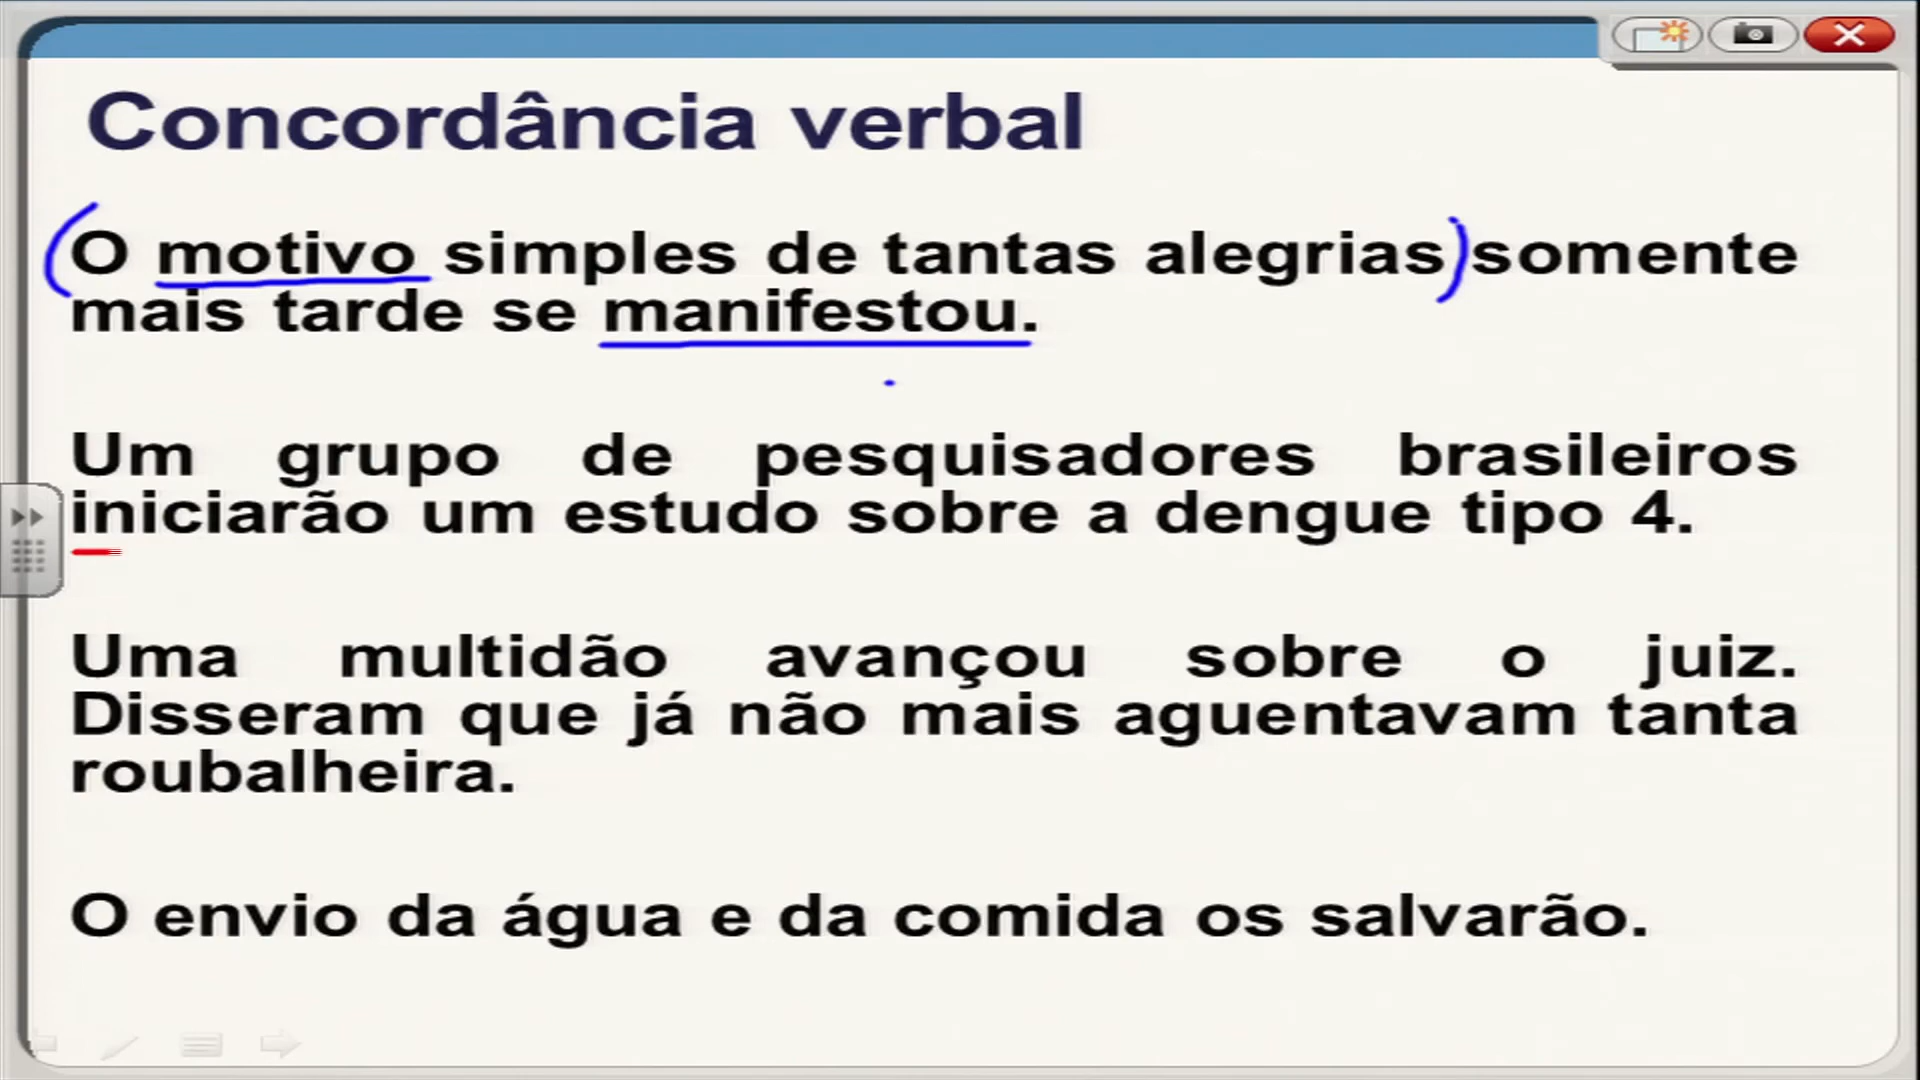 Concordância verbal
O motivo simples de tantas alegrias somente
mais tarde se manifestou.
Um grupo de pesquisadores brasileiros
iniciarão um estudo sobre a dengue tipo 4.
Uma multidão avançou sobre o juiz.
Disseram que já não mais aguentavam tanta
roubalheira.
O envio da água e da comida os salvarão.